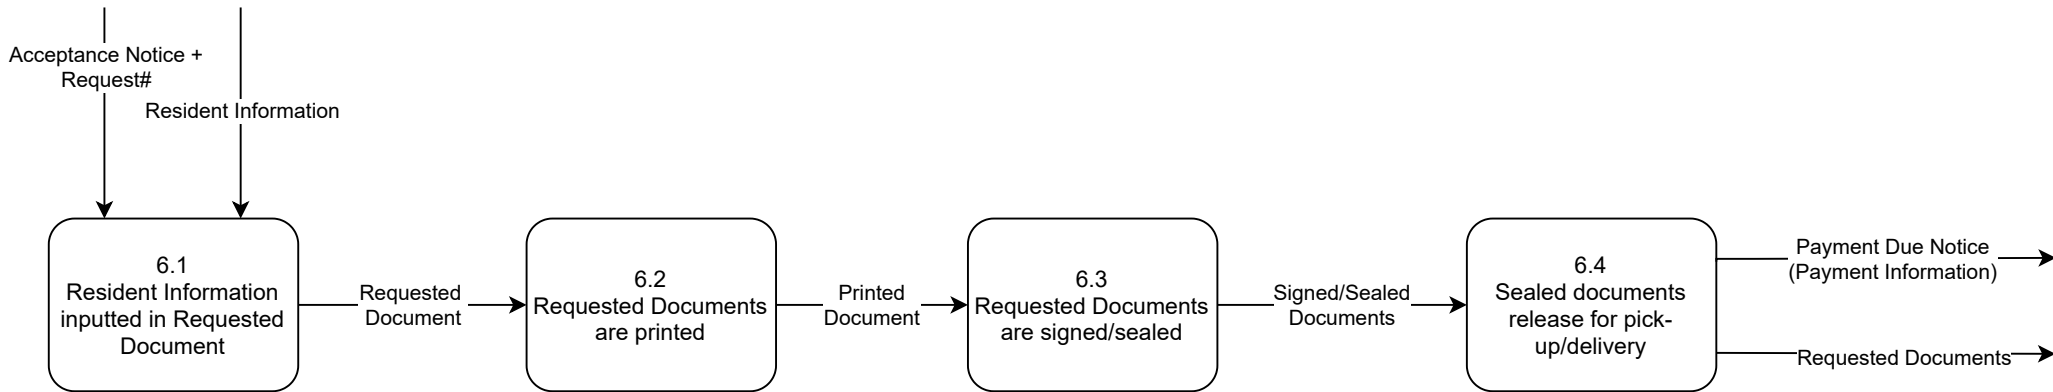 Acceptance Notice +
Request#
Resident Information
6.1
Resident Information
inputted in Requested
Document
Requested
Document
6.2
Requested Documents
are printed
Printed
Document
6.3
Requested Documents
are signed/sealed
Signed/Sealed
Documents
6.4
Sealed documents
release for pick-
up/delivery
Payment Due Notice
(Payment Information)
Requested Documents